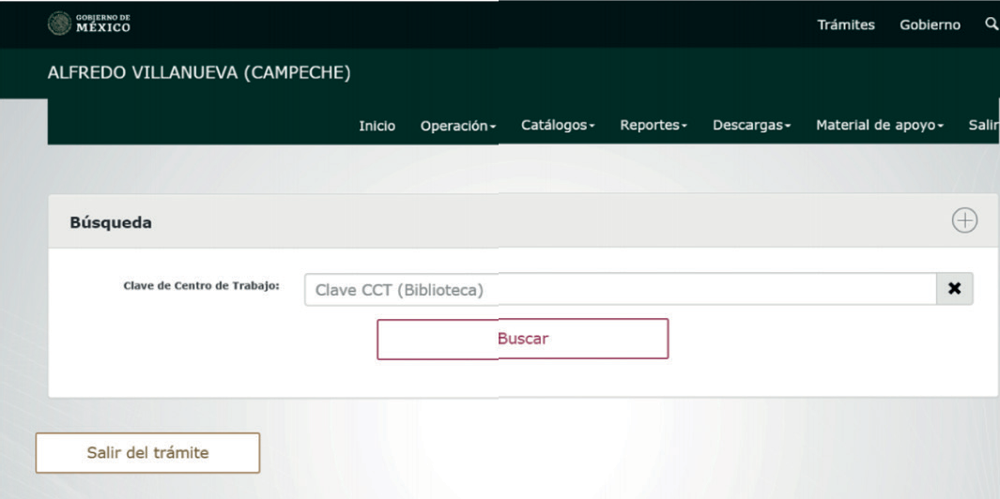 GOBIERNO DE
MÉXICO
Trámites Gobierno
ALFREDO VILLANUEVA (CAMPECHE)
Inicio Operación Catálogos Reportes Descargas Material de apoyo Salir
Búsqueda
Clave de Centro de Trabajo: Clave CCT (Biblioteca)
Buscar
Salir del trámite